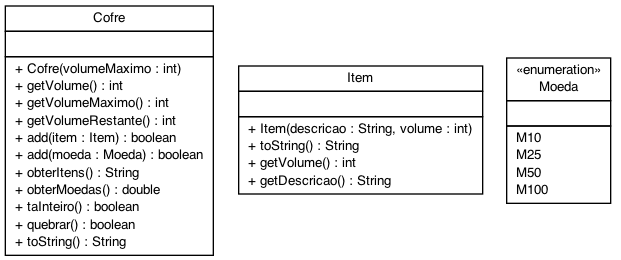 Cofre
+ Cofre(volumeMaximo : int)
+ getVolume() : int
+ getVolumeMaximo() : int
+ getVolumeRestante() : int
+ add(item : Item) : boolean
+ add(moeda : Moeda) : boolean
+ obterItens() : String
+ obterMoedas() : double
+ taInteiro() : boolean
+ quebrar() : boolean
+ toString() : String
Item
+ Item(descricao : String, volume : int)
+ toString() : String
+ getVolume() : int
+ getDescricao() : String
«enumeration»
Moeda
M10
M25
M50
M100